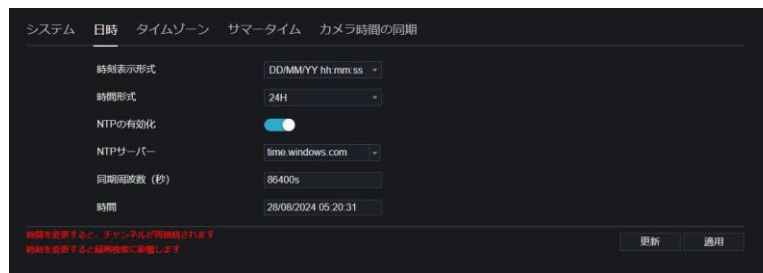 システム 日時 タイムゾーン サマータイム カメラ時間の同期
時刻表示形式 DD/MM/YY hh:mm:ss
時間形式 24H
NTPの有効化
NTPサーバー time.windows.com
同期周波数（秒） 86400s
時間 28/08/2024 05:20:31
時間を変更すると、チャンネルが再接続されます
時刻を変更すると録画検索に影響します
更新 適用